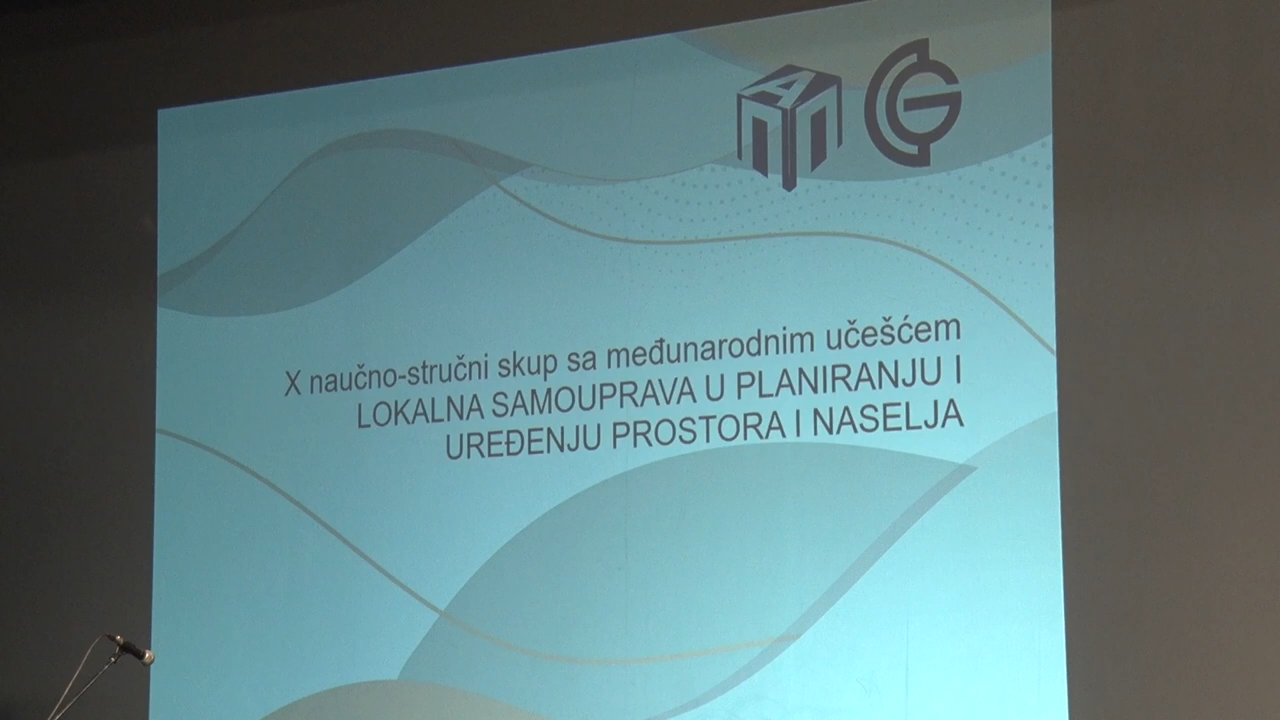 X naučno-stručni skup sa međunarodnim učešćem
LOKALNA SAMOUPRAVA U PLANIRANJU I
UREĐENJU PROSTORA I NASELJA